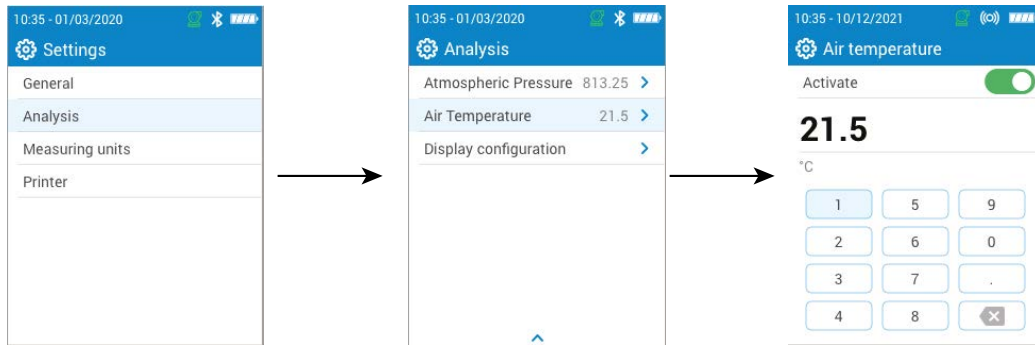 10:35 - 01/03/2020
Settings
General
Analysis
Measuring units
Printer
10:35 - 01/03/2020
Analysis
Atmospheric Pressure 813.25
Air Temperature 21.5
Display configuration
10:35 - 10/12/2021
Air temperature
Activate
21.5
°C
1 5 9
2 6 0
3 7 .
4 8